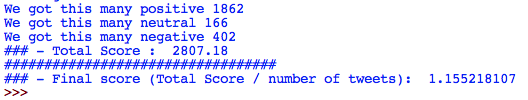 We got this many positive 1862
We got this many neutral 166
We got this many negative 402
### - Total Score :  2807.18
##################################
### - Final score (Total Score / number of tweets):  1.155218107
>>>